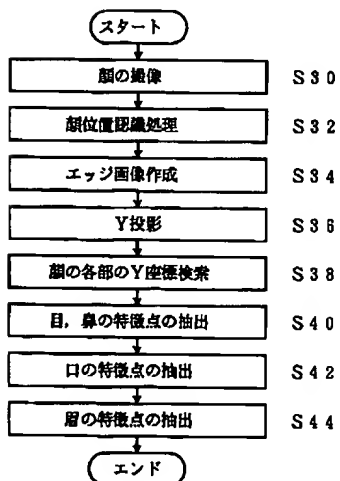 スタート
顔の撮像 S30
顔位置認識処理 S32
エッジ画像作成 S34
Y投影 S36
顔の各部のY座標検索 S38
目，鼻の特徴点の抽出 S40
口の特徴点の抽出 S42
眉の特徴点の抽出 S44
エンド